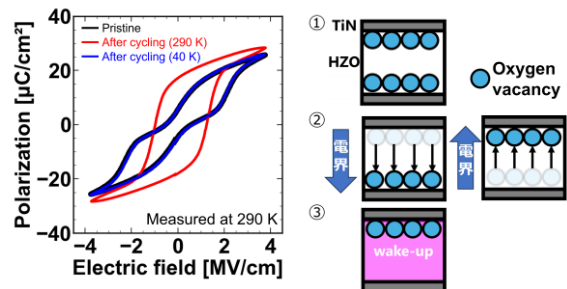 Polarization [μC/cm²]
40
20
0
−20
−40
Pristine
After cycling (290 K)
After cycling (40 K)
Measured at 290 K
−4 −2 0 2 4
Electric field [MV/cm]
①
TiN
HZO
Oxygen
vacancy
②
電界
電界
③
wake-up